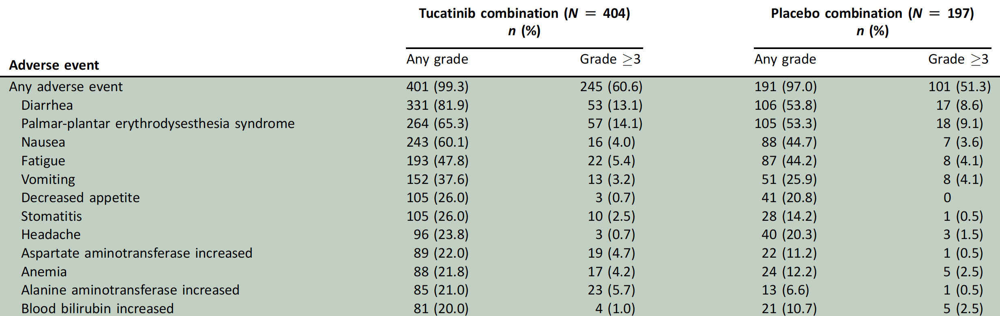 Tucatinib combination (N = 404) Placebo combination (N = 197)
n (%) n (%)
Any grade Grade ≥3 Any grade Grade ≥3
Adverse event
Any adverse event 401 (99.3) 245 (60.6) 191 (97.0) 101 (51.3)
Diarrhea 331 (81.9) 53 (13.1) 106 (53.8) 17 (8.6)
Palmar-plantar erythrodysesthesia syndrome 264 (65.3) 57 (14.1) 105 (53.3) 18 (9.1)
Nausea 243 (60.1) 16 (4.0) 88 (44.7) 7 (3.6)
Fatigue 193 (47.8) 22 (5.4) 87 (44.2) 8 (4.1)
Vomiting 152 (37.6) 13 (3.2) 51 (25.9) 8 (4.1)
Decreased appetite 105 (26.0) 3 (0.7) 41 (20.8) 0
Stomatitis 105 (26.0) 10 (2.5) 28 (14.2) 1 (0.5)
Headache 96 (23.8) 3 (0.7) 40 (20.3) 3 (1.5)
Aspartate aminotransferase increased 89 (22.0) 19 (4.7) 22 (11.2) 1 (0.5)
Anemia 88 (21.8) 17 (4.2) 24 (12.2) 5 (2.5)
Alanine aminotransferase increased 85 (21.0) 23 (5.7) 13 (6.6) 1 (0.5)
Blood bilirubin increased 81 (20.0) 4 (1.0) 21 (10.7) 5 (2.5)